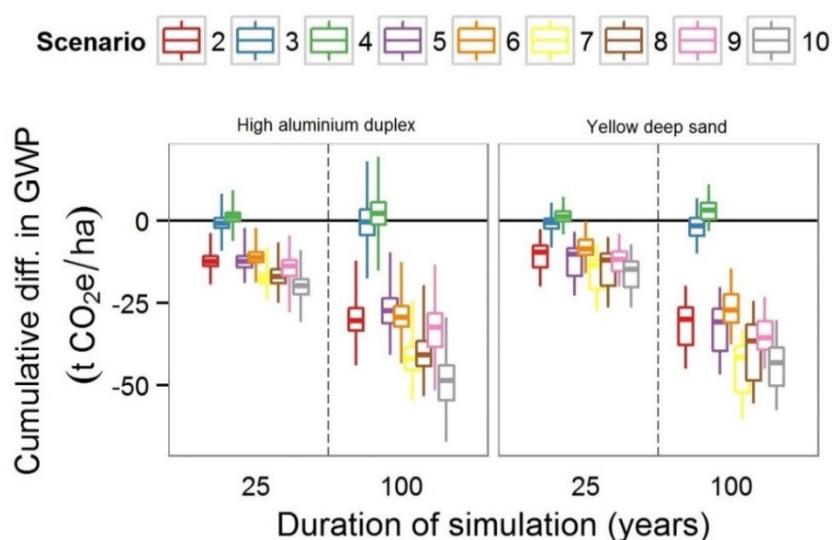 Scenario 2 3 4 5 6 7 8 9 10
High aluminium duplex Yellow deep sand
Cumulative diff. in GWP
(t CO₂e/ha)
0
-25
-50
25 100 25 100
Duration of simulation (years)